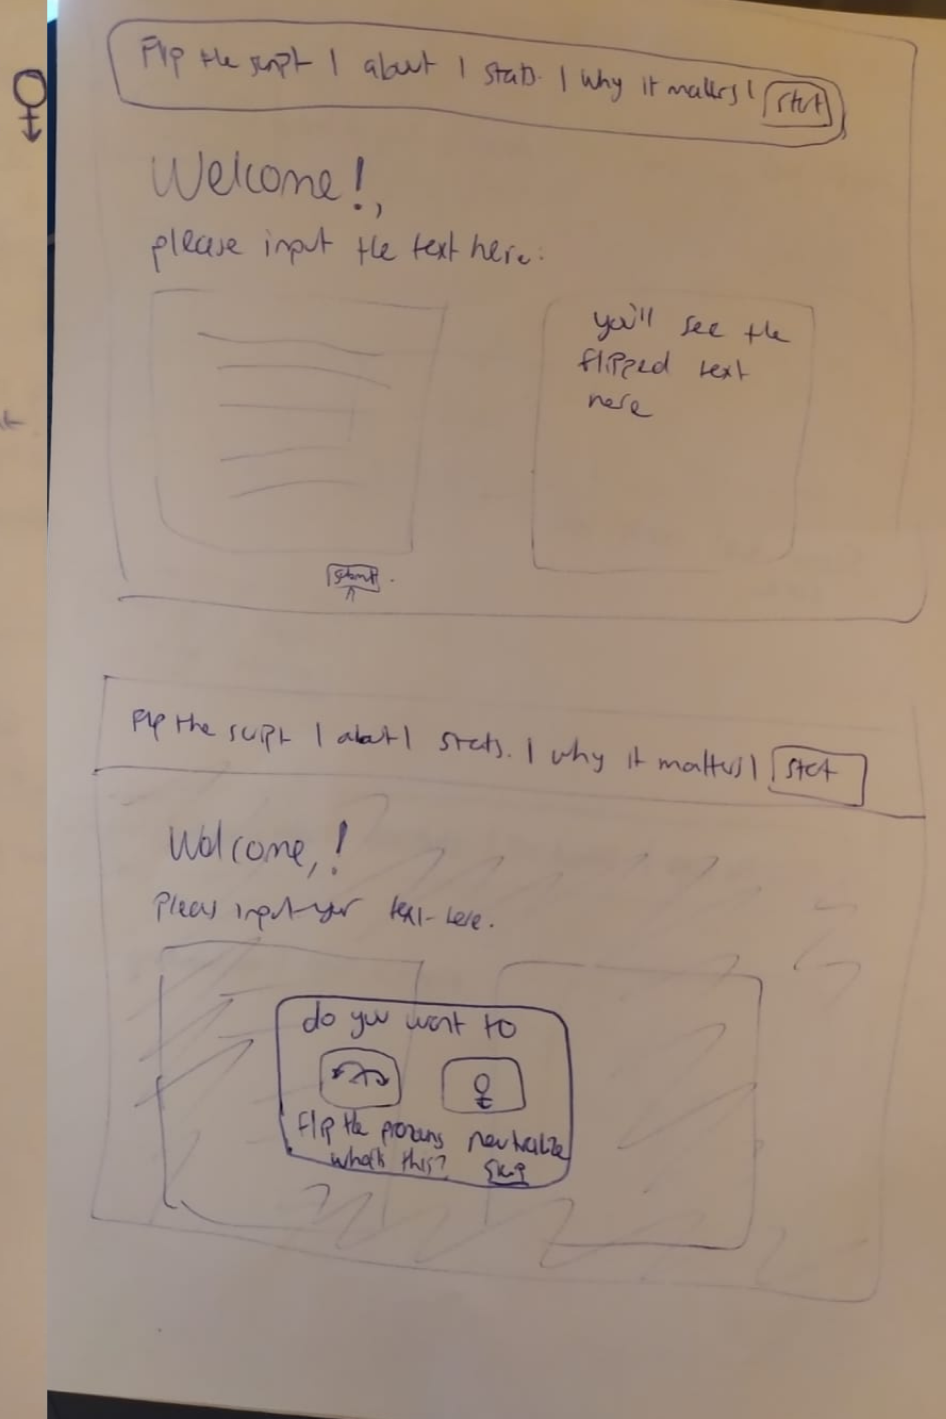 Flip the script | about | stats. | Why it matters | start
Welcome!,
please input the text here:
you'll see the
flipped text
here
submit
Flip the script | about | stats. | why it matters | start
Welcome,!
Please input your text here.
do you want to
flip the pronouns neutralize
what's this? skip